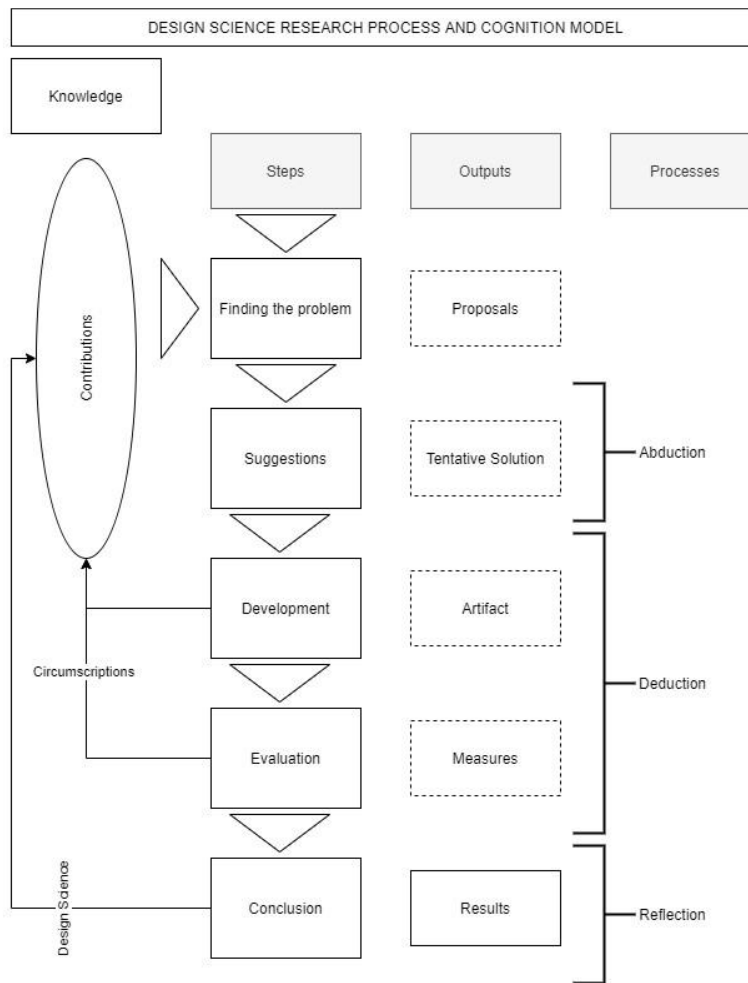 DESIGN SCIENCE RESEARCH PROCESS AND COGNITION MODEL
Knowledge
Steps
Outputs
Processes
Contributions
Finding the problem
Proposals
Suggestions
Tentative Solution
Abduction
Development
Artifact
Circumscriptions
Deduction
Evaluation
Measures
Design Science
Conclusion
Results
Reflection